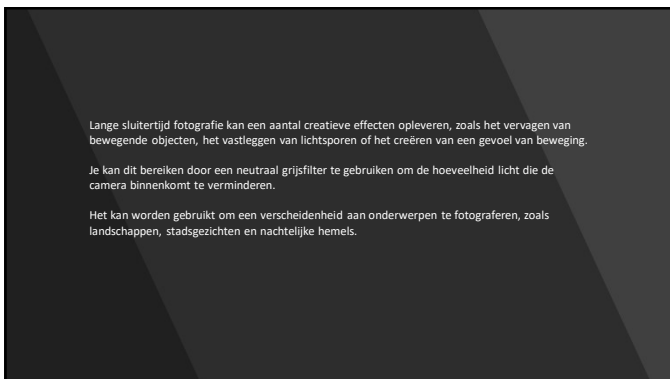 Lange sluitertijd fotografie kan een aantal creatieve effecten opleveren, zoals het vervagen van
bewegende objecten, het vastleggen van lichtsporen of het creëren van een gevoel van beweging.
Je kan dit bereiken door een neutraal grijsfilter te gebruiken om de hoeveelheid licht die de
camera binnenkomt te verminderen.
Het kan worden gebruikt om een verscheidenheid aan onderwerpen te fotograferen, zoals
landschappen, stadsgezichten en nachtelijke hemels.